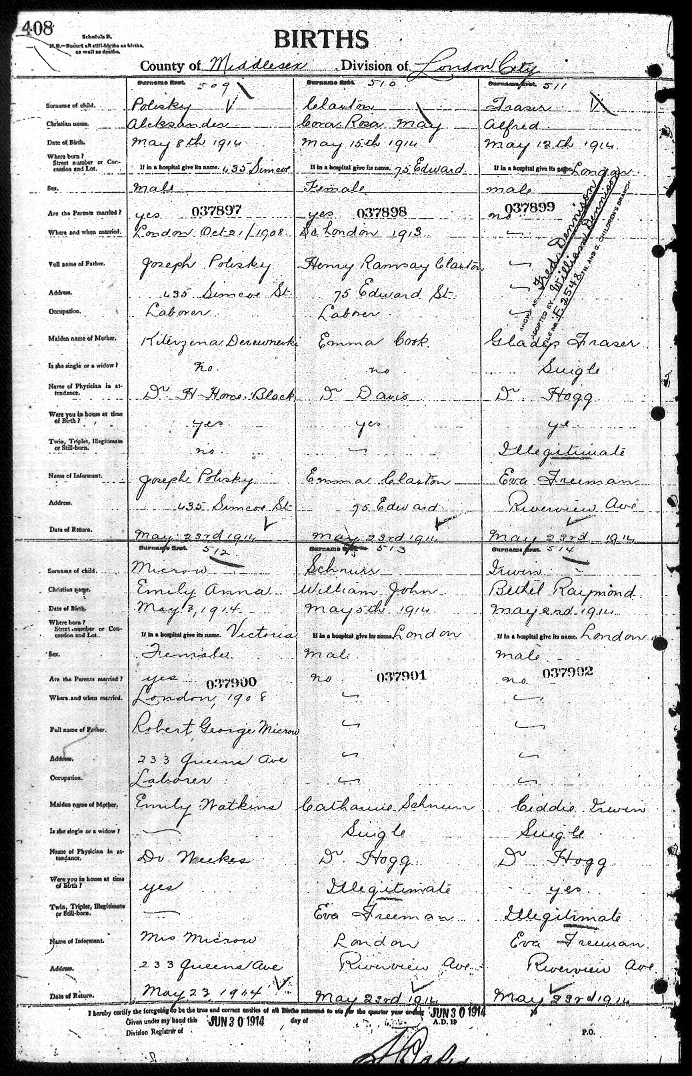 408
Schedule B.
N.B.—Record all still-births as births, as well as deaths.
BIRTHS
County of Middlesex Division of London City
Surname first. 509 Surname first. 510 Surname first. 511
Surname of child. Polisky Claxton Fraser
Christian name. Aleksander Cora Rosa May Alfred
Date of Birth. May 8th 1914 May 15th 1914 May 12th 1914
Where born?
Street number or Concession and Lot. If in a hospital give its name. 435 Simcoe If in a hospital give its name. 75 Edward If in a hospital give its name. London
Sex. Male Female male
Are the Parents married? yes 037897 yes 037898 no 037899
Where and when married. London Oct 21/1908 London 1913
Full name of Father. Joseph Polisky Henry Ramsay Claxton
Address. 435 Simcoe St. 75 Edward St.
Occupation. Laborer Laborer
Fred Dennison
ADOPTED BY William Dennison
F. 2548
Maiden name of Mother. Emma Cook Gladys Fraser
Is she single or a widow? no no Single
Name of Physician in attendance. Dr H. Black Dr Davis Dr Hogg
Were you in house at time of Birth? yes yes ye
Twin, Triplet, Illegitimate or Still-born. no Illegitimate
Name of Informant. Joseph Polisky Emma Claxton Eva Freeman
Address. 435 Simcoe St 75 Edward Riverview Ave
Date of Return. May 23rd 1914 May 23rd 1914 May 23rd 1914
Surname first. 512 Surname first. 513 Surname first. 514
Surname of child. Microw Schnurr Irwin
Christian name. Emily Anna William John Bethel Raymond
Date of Birth. May 1914 May 5th 1914 May 2nd 1914
Where born?
Street number or Concession and Lot. If in a hospital give its name. Victoria If in a hospital give its name. London If in a hospital give its name. London
Sex. Female Male male
Are the Parents married? yes 037900 no 037901 no 037902
Where and when married. London, 1908
Full name of Father. Robert George Microw
Address. 233 Queens Ave
Occupation. Laborer
Maiden name of Mother. Emily Watkins Schnurr Irwin
Is she single or a widow? Single Single
Name of Physician in attendance. Dr Weekes Dr Hogg Dr Hogg
Were you in house at time of Birth? yes Illegitimate yes
Twin, Triplet, Illegitimate or Still-born. Eva Freeman Illegitimate
Name of Informant. Mrs Microw London Eva Freeman
Address. 233 Queens Ave Riverview Ave Riverview Ave
Date of Return. May 23, 1914 May 23rd 1914 May 23rd 1914
I hereby certify the foregoing to be the true and correct entries of all Births returned to me for the quarter year ending JUN 30 1914
Given under my hand this JUN 30 1914 day of A.D. 19
Division Registrar of P.O.